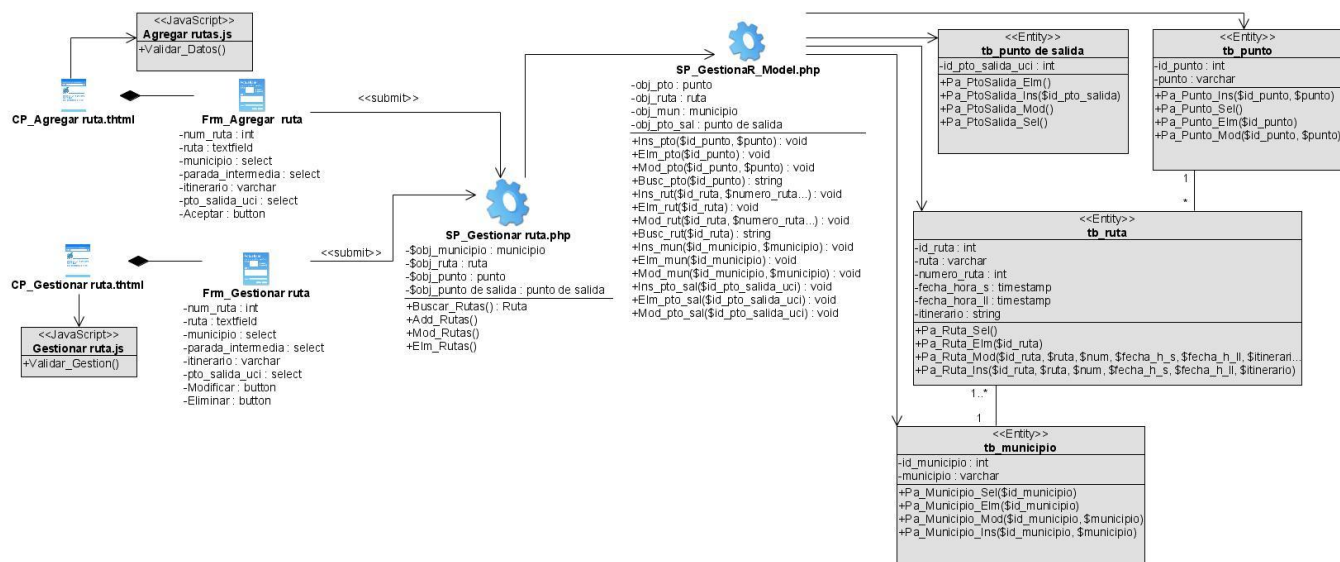 <<JavaScript>>
Agregar rutas.js
+Validar_Datos()
CP_Agregar ruta.thtml
Frm_Agregar ruta
-num_ruta : int
-ruta : textfield
-municipio : select
-parada_intermedia : select
-itinerario : varchar
-pto_salida_uci : select
-Aceptar : button
<<submit>>
CP_Gestionar ruta.thtml
<<JavaScript>>
Gestionar ruta.js
+Validar_Gestion()
Frm_Gestionar ruta
-num_ruta : int
-ruta : textfield
-municipio : select
-parada_intermedia : select
-itinerario : varchar
-pto_salida_uci : select
-Modificar : button
-Eliminar : button
<<submit>>
SP_Gestionar ruta.php
-$obj_municipio : municipio
-$obj_ruta : ruta
-$obj_punto : punto
-$obj_punto de salida : punto de salida
+Buscar_Rutas() : Ruta
+Add_Rutas()
+Mod_Rutas()
+Elm_Rutas()
SP_GestionaR_Model.php
-obj_pto : punto
-obj_ruta : ruta
-obj_mun : municipio
-obj_pto_sal : punto de salida
+Ins_pto($id_punto, $punto) : void
+Elm_pto($id_punto) : void
+Mod_pto($id_punto, $punto) : void
+Busc_pto($id_punto) : string
+Ins_rut($id_ruta, $numero_ruta...) : void
+Elm_rut($id_ruta) : void
+Mod_rut($id_ruta, $numero_ruta...) : void
+Busc_rut($id_ruta) : string
+Ins_mun($id_municipio, $municipio) : void
+Elm_mun($id_municipio) : void
+Mod_mun($id_municipio, $municipio) : void
+Ins_pto_sal($id_pto_salida_uci) : void
+Elm_pto_sal($id_pto_salida_uci) : void
+Mod_pto_sal($id_pto_salida_uci) : void
<<Entity>>
tb_punto de salida
-id_pto_salida_uci : int
+Pa_PtoSalida_Elm()
+Pa_PtoSalida_Ins($id_pto_salida)
+Pa_PtoSalida_Mod()
+Pa_PtoSalida_Sel()
<<Entity>>
tb_punto
-id_punto : int
-punto : varchar
+Pa_Punto_Ins($id_punto, $punto)
+Pa_Punto_Sel()
+Pa_Punto_Elm($id_punto)
+Pa_Punto_Mod($id_punto, $punto)
1
*
<<Entity>>
tb_ruta
-id_ruta : int
-ruta : varchar
-numero_ruta : int
-fecha_hora_s : timestamp
-fecha_hora_ll : timestamp
-itinerario : string
+Pa_Ruta_Sel()
+Pa_Ruta_Elm($id_ruta)
+Pa_Ruta_Mod($id_ruta, $ruta, $num, $fecha_h_s, $fecha_h_ll, $itinerari...
+Pa_Ruta_Ins($id_ruta, $ruta, $num, $fecha_h_s, $fecha_h_ll, $itinerario)
1..*
1
<<Entity>>
tb_municipio
-id_municipio : int
-municipio : varchar
+Pa_Municipio_Sel($id_municipio)
+Pa_Municipio_Elm($id_municipio)
+Pa_Municipio_Mod($id_municipio, $municipio)
+Pa_Municipio_Ins($id_municipio, $municipio)